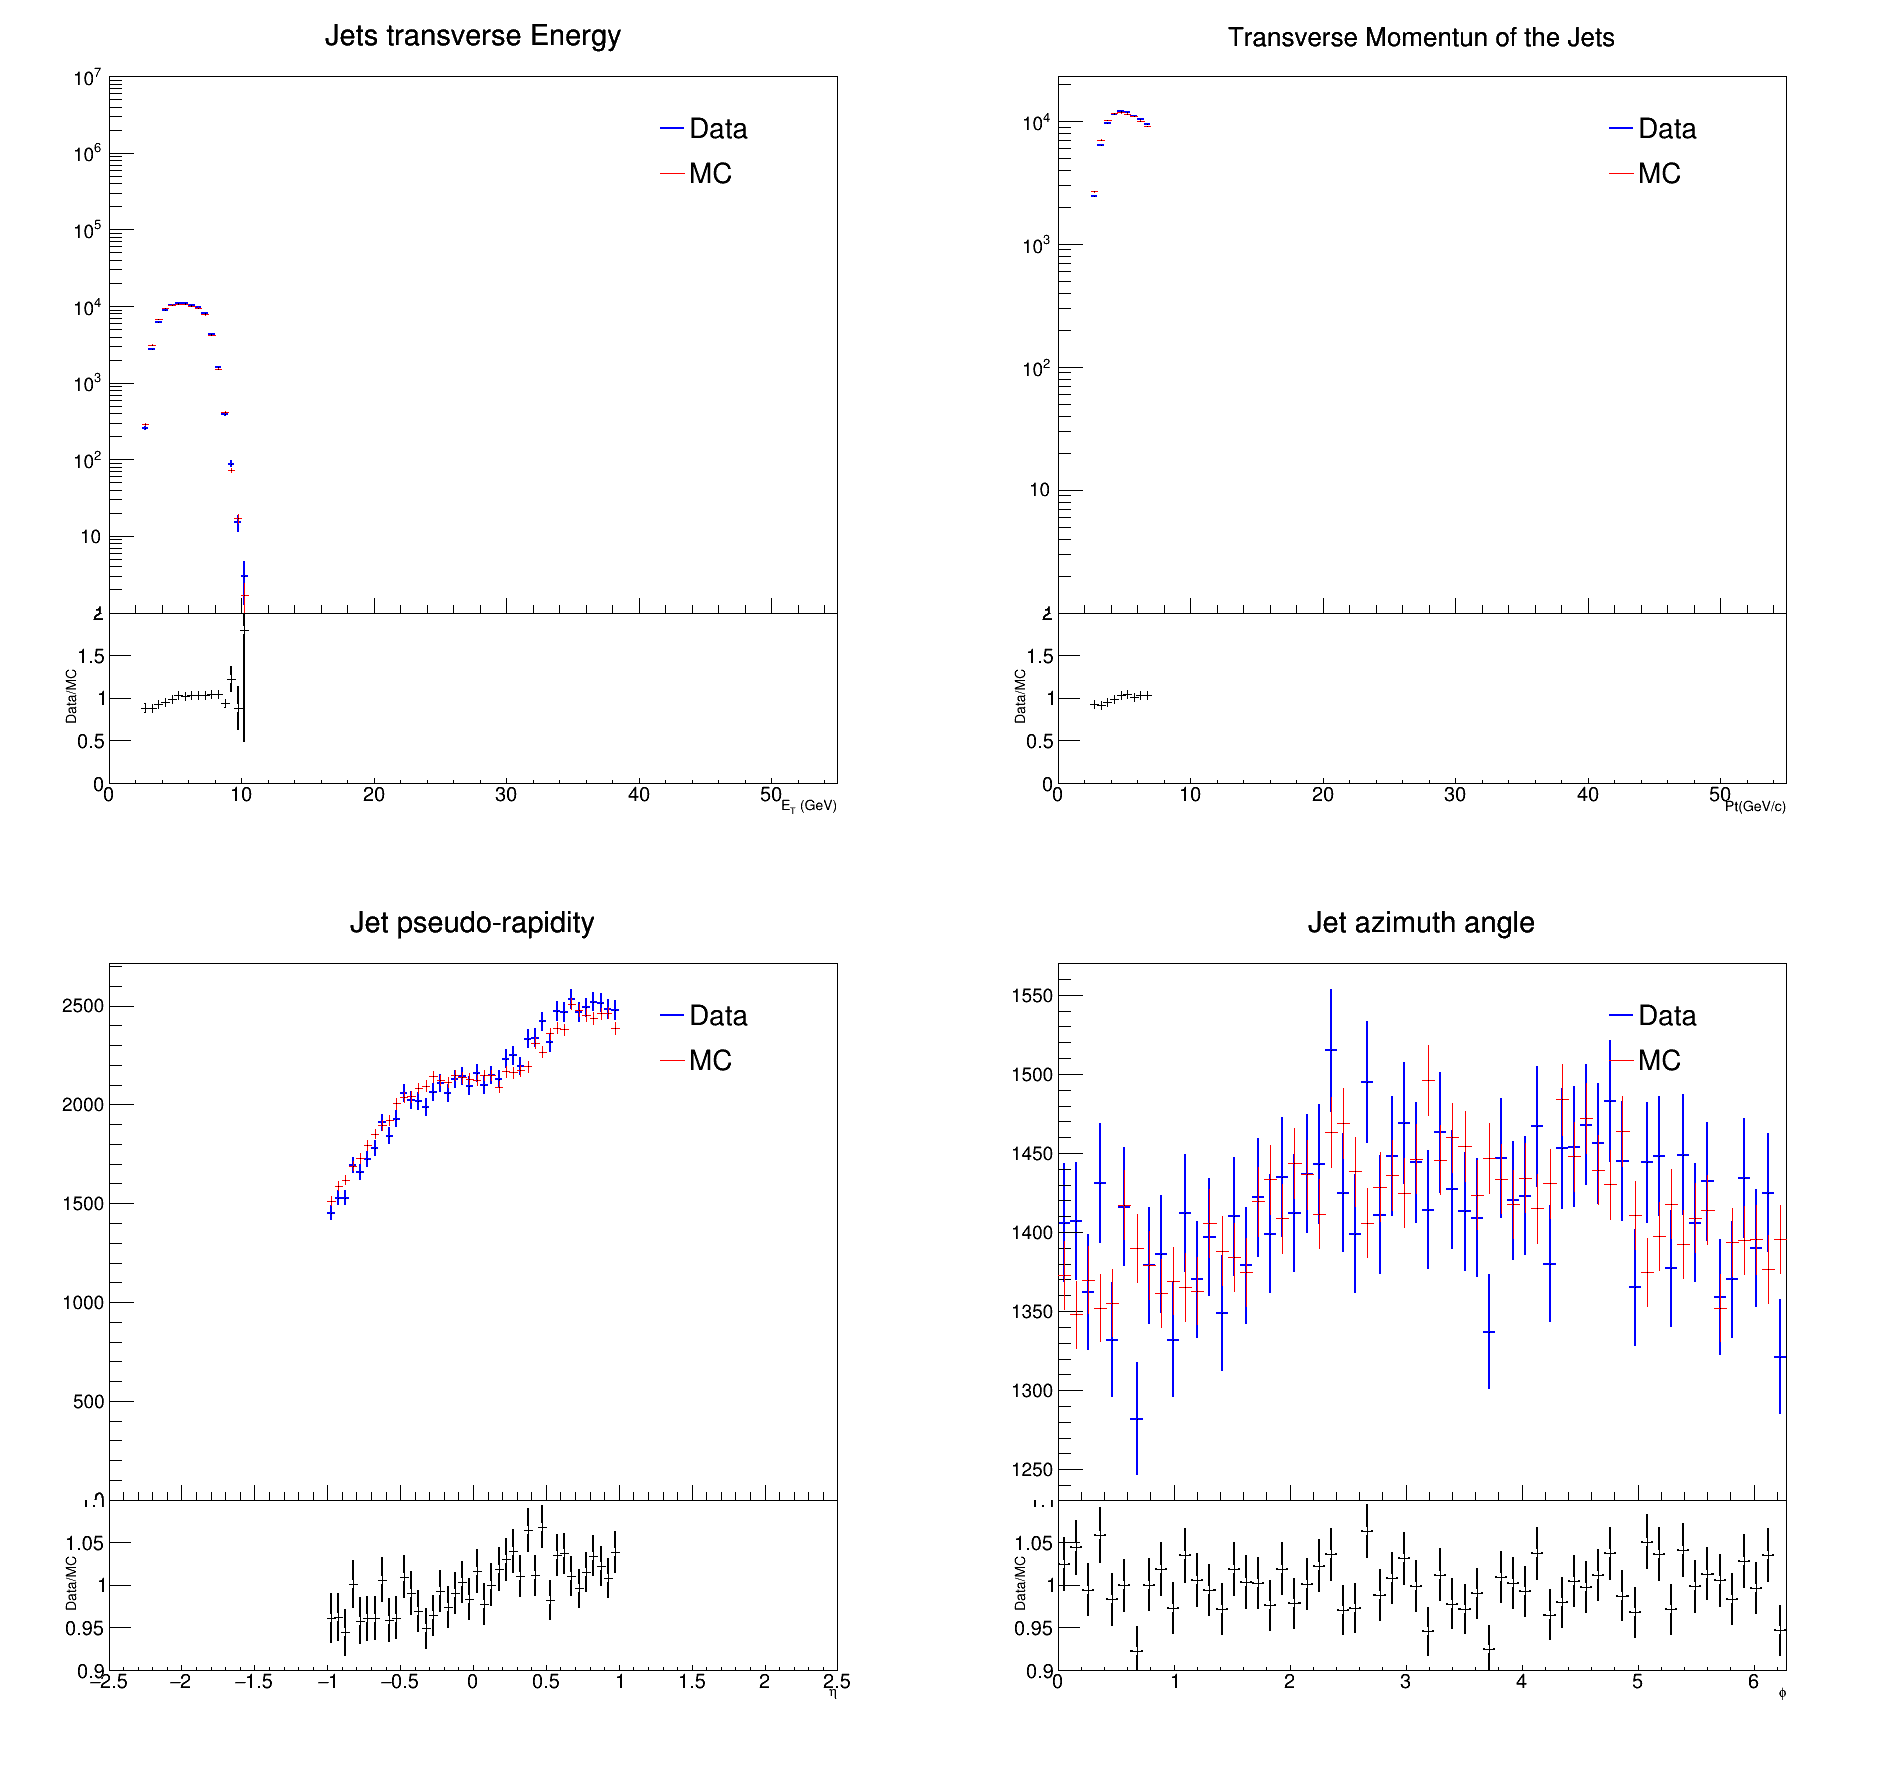 Jets transverse Energy
10^7
10^6
10^5
10^4
10^3
10^2
10
1
Data
MC
2
1.5
1
0.5
0
Data/MC
0 10 20 30 40 50
E_T (GeV)
Transverse Momentun of the Jets
10^4
10^3
10^2
10
1
Data
MC
2
1.5
1
0.5
0
Data/MC
0 10 20 30 40 50
Pt(GeV/c)
Jet pseudo-rapidity
2500
2000
1500
1000
500
0
Data
MC
1.1
1.05
1
0.95
0.9
Data/MC
−2.5 −2 −1.5 −1 −0.5 0 0.5 1 1.5 2 2.5
η
Jet azimuth angle
1550
1500
1450
1400
1350
1300
1250
Data
MC
1.1
1.05
1
0.95
0.9
Data/MC
0 1 2 3 4 5 6
ϕ